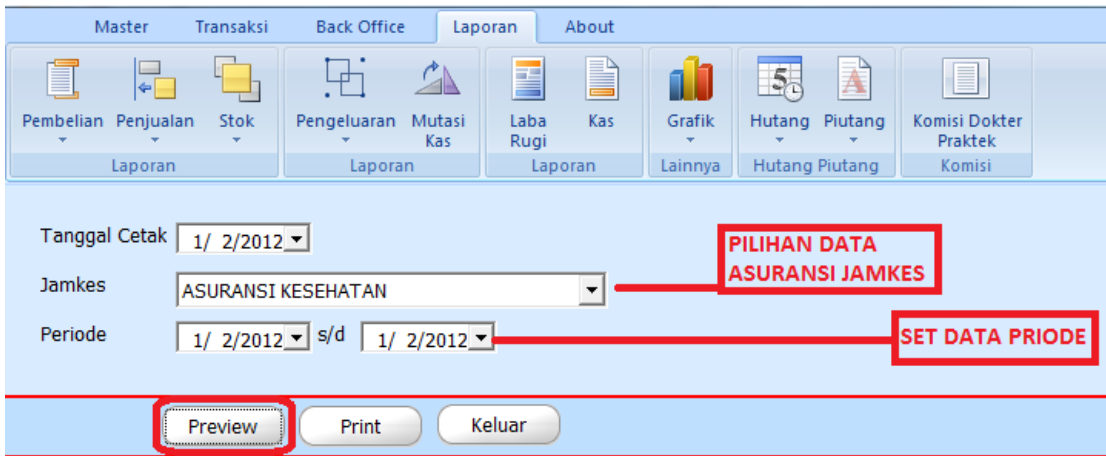 Master Transaksi Back Office Laporan About
Pembelian Penjualan Stok Pengeluaran Mutasi Kas Laba Rugi Kas Grafik Hutang Piutang Komisi Dokter Praktek
Laporan Laporan Laporan Lainnya Hutang Piutang Komisi
Tanggal Cetak 1/ 2/2012
PILIHAN DATA
ASURANSI JAMKES
Jamkes ASURANSI KESEHATAN
Periode 1/ 2/2012 s/d 1/ 2/2012
SET DATA PRIODE
Preview Print Keluar